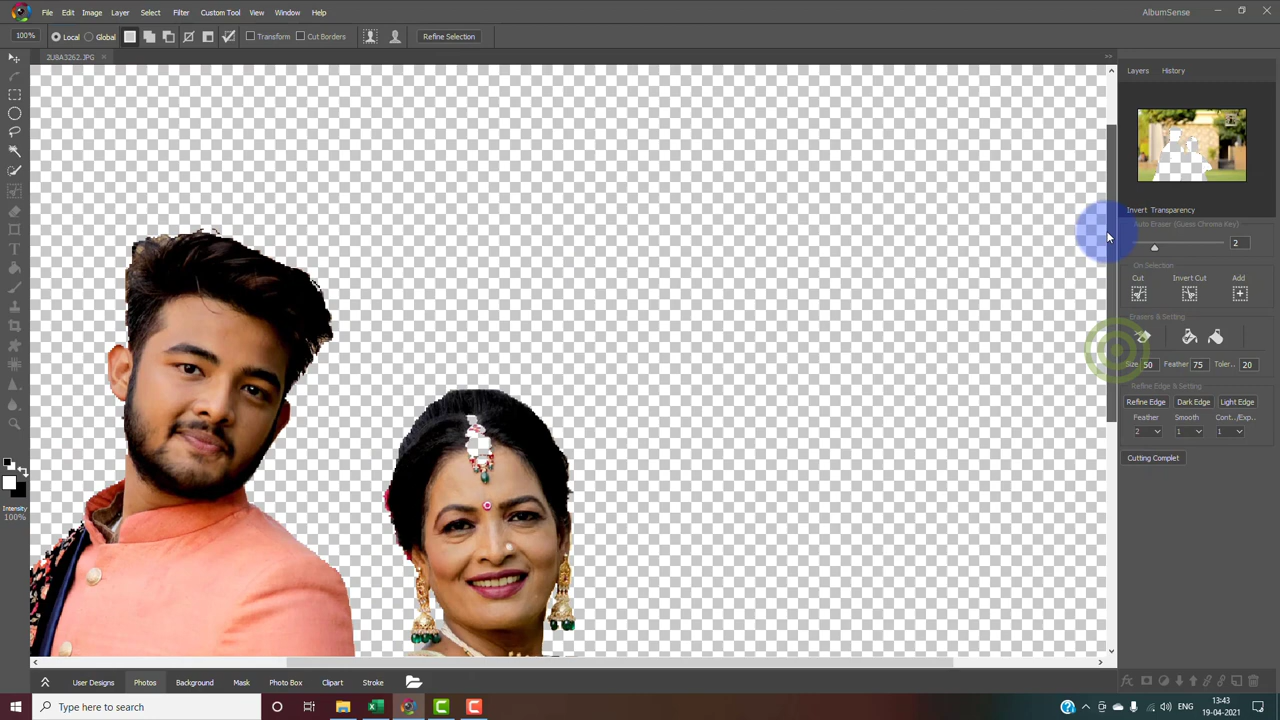 File Edit Image Layer Select Filter Custom Tool View Window Help
AlbumSense
100% Local Global Transform Cut Borders Refine Selection
2U8A3262.JPG
Layers History
Invert Transparency
Auto Eraser (Guess Chroma Key)
2
On Selection
Cut Invert Cut Add
Erasers & Setting
Size 50 Feather 75 Toler... 20
Refine Edge & Setting
Refine Edge Dark Edge Light Edge
Feather Smooth Cont../Exp..
2 1 1
Cutting Complet
Intensity
100%
User Designs Photos Background Mask Photo Box Clipart Stroke
Type here to search
ENG
13:43
19-04-2021